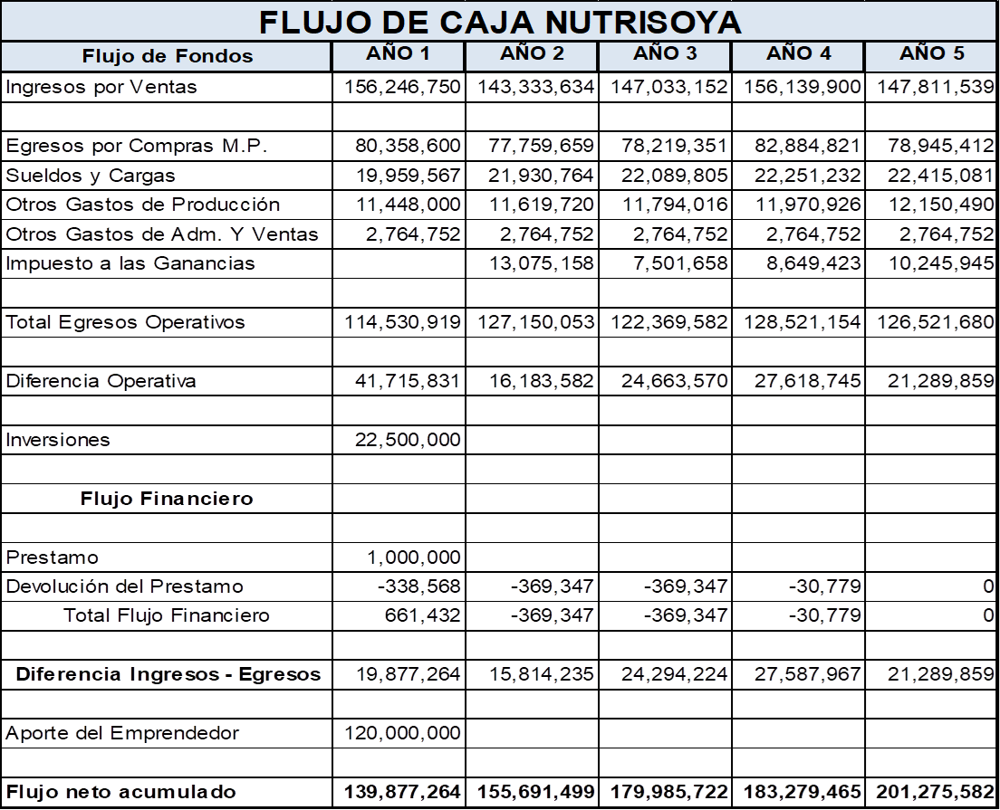 FLUJO DE CAJA NUTRISOYA
Flujo de Fondos AÑO 1 AÑO 2 AÑO 3 AÑO 4 AÑO 5
Ingresos por Ventas 156,246,750 143,333,634 147,033,152 156,139,900 147,811,539
Egresos por Compras M.P. 80,358,600 77,759,659 78,219,351 82,884,821 78,945,412
Sueldos y Cargas 19,959,567 21,930,764 22,089,805 22,251,232 22,415,081
Otros Gastos de Producción 11,448,000 11,619,720 11,794,016 11,970,926 12,150,490
Otros Gastos de Adm. Y Ventas 2,764,752 2,764,752 2,764,752 2,764,752 2,764,752
Impuesto a las Ganancias 13,075,158 7,501,658 8,649,423 10,245,945
Total Egresos Operativos 114,530,919 127,150,053 122,369,582 128,521,154 126,521,680
Diferencia Operativa 41,715,831 16,183,582 24,663,570 27,618,745 21,289,859
Inversiones 22,500,000
Flujo Financiero
Prestamo 1,000,000
Devolución del Prestamo -338,568 -369,347 -369,347 -30,779 0
Total Flujo Financiero 661,432 -369,347 -369,347 -30,779 0
Diferencia Ingresos - Egresos 19,877,264 15,814,235 24,294,224 27,587,967 21,289,859
Aporte del Emprendedor 120,000,000
Flujo neto acumulado 139,877,264 155,691,499 179,985,722 183,279,465 201,275,582